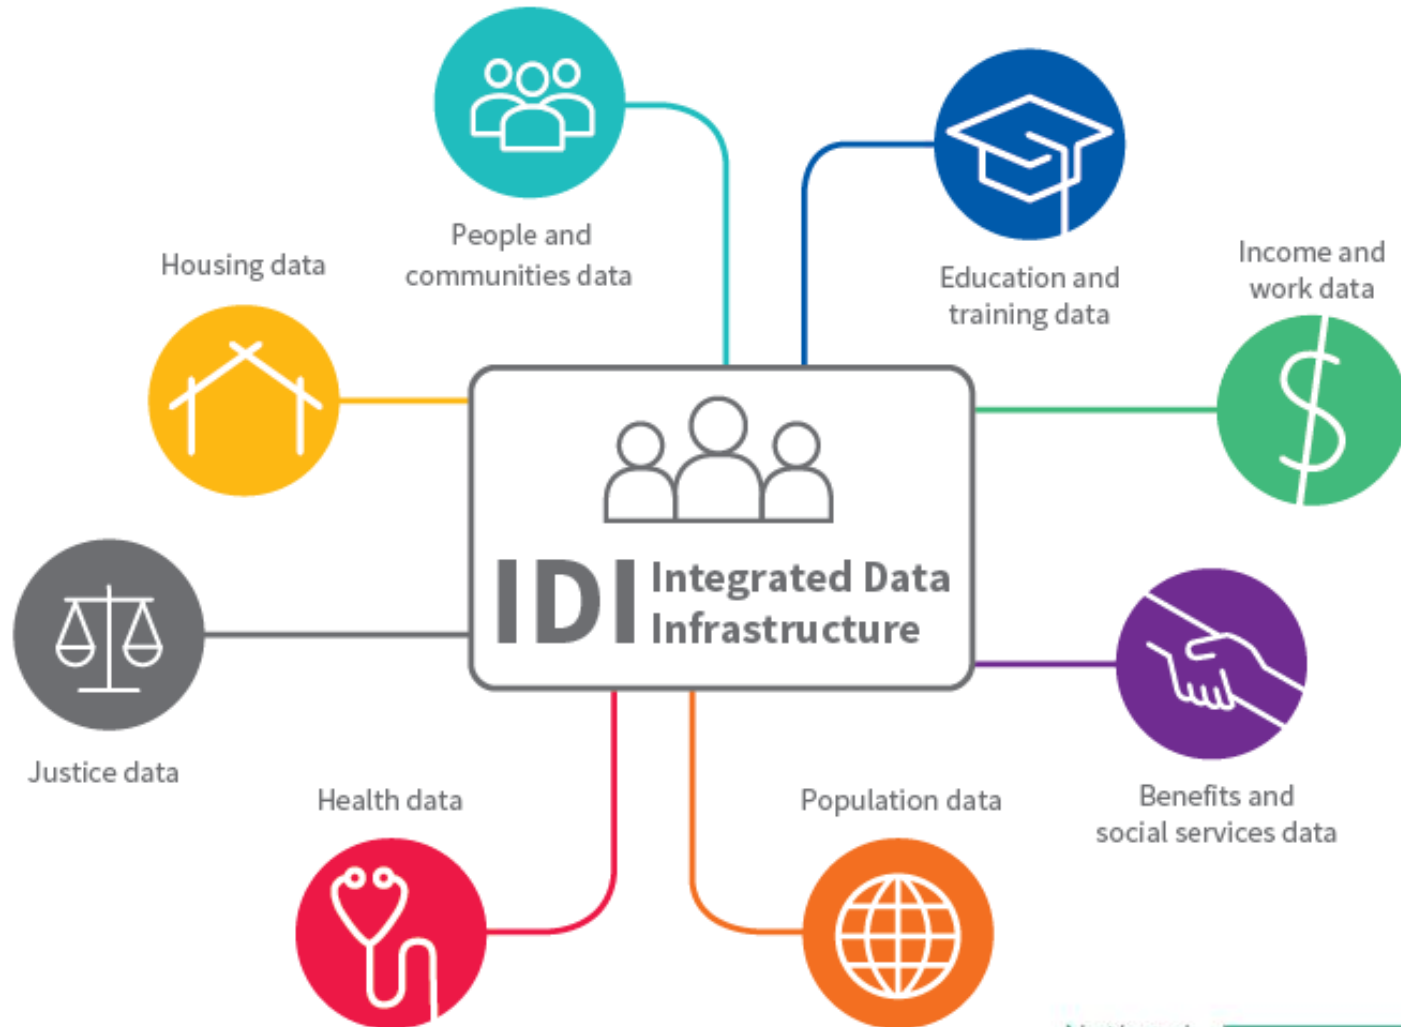 People and
communities data
Education and
training data
Housing data
Income and
work data
IDI
Integrated Data
Infrastructure
Justice data
Health data
Population data
Benefits and
social services data